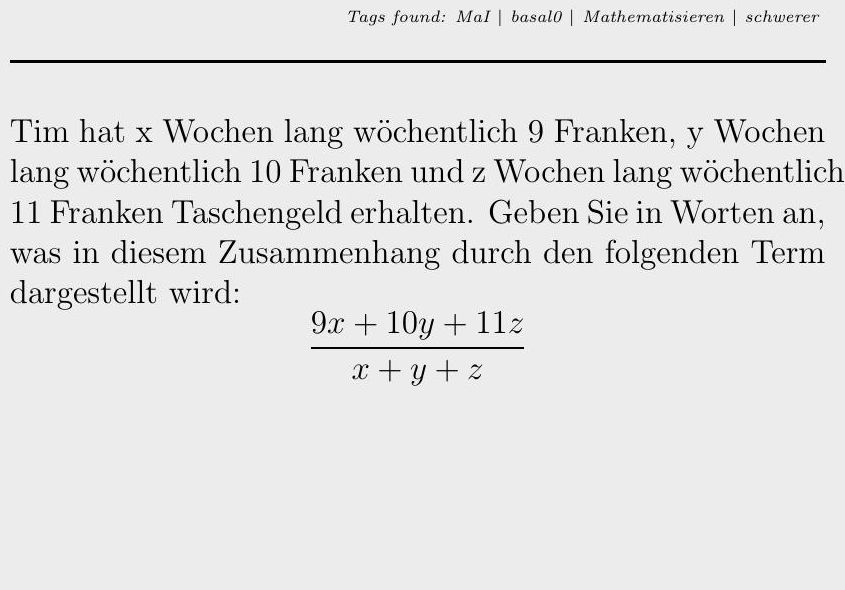 Tags found: MaI | basal0 | Mathematisieren | schwerer
Tim hat x Wochen lang wöchentlich 9 Franken, y Wochen
lang wöchentlich 10 Franken und z Wochen lang wöchentlich
11 Franken Taschengeld erhalten. Geben Sie in Worten an,
was in diesem Zusammenhang durch den folgenden Term
dargestellt wird:
9x + 10y + 11z
x + y + z